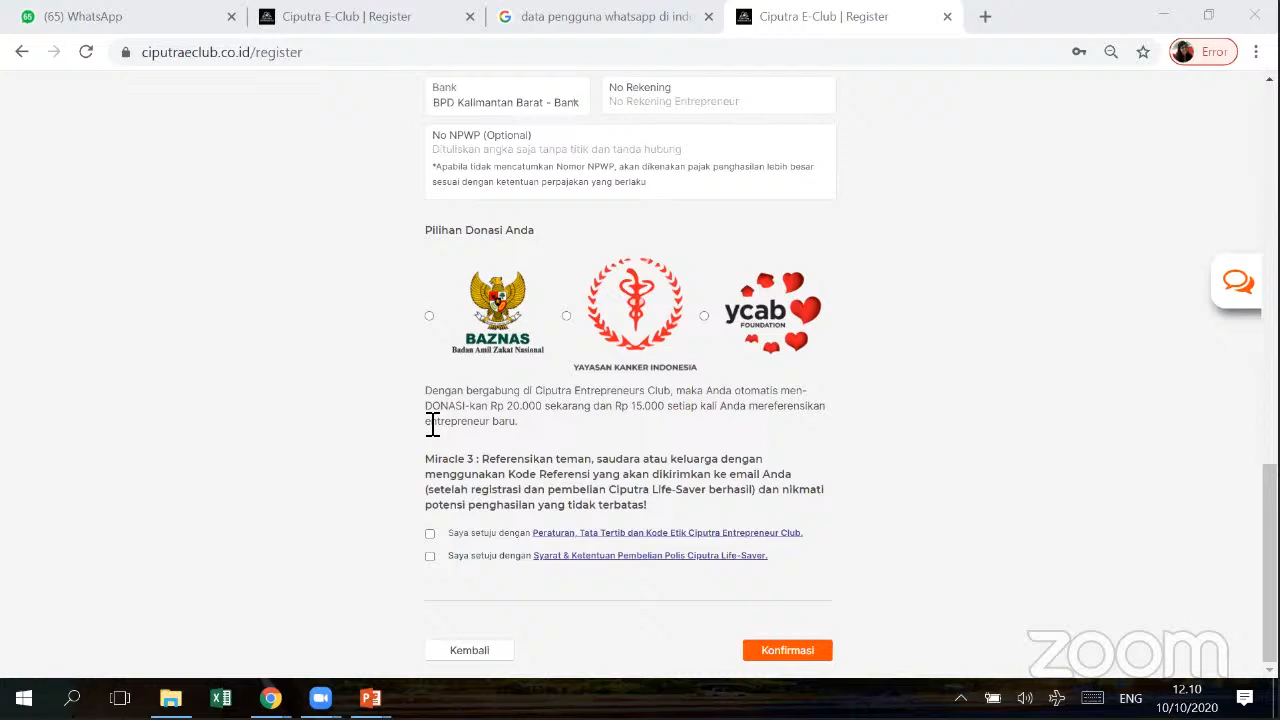 (65) WhatsApp
Ciputra E-Club | Register
data pengguna whatsapp di ind
Ciputra E-Club | Register
ciputraeclub.co.id/register
Error
Bank
BPD Kalimantan Barat - Bank
No Rekening
No Rekening Entrepreneur
No NPWP (Optional)
Dituliskan angka saja tanpa titik dan tanda hubung
*Apabila tidak mencatumkan Nomor NPWP, akan dikenakan pajak penghasilan lebih besar
sesuai dengan ketentuan perpajakan yang berlaku
Pilihan Donasi Anda
BAZNAS
Badan Amil Zakat Nasional
YAYASAN KANKER INDONESIA
ycab
FOUNDATION
Dengan bergabung di Ciputra Entrepreneurs Club, maka Anda otomatis men-
DONASI-kan Rp 20.000 sekarang dan Rp 15.000 setiap kali Anda mereferensikan
entrepreneur baru.
Miracle 3 : Referensikan teman, saudara atau keluarga dengan
menggunakan Kode Referensi yang akan dikirimkan ke email Anda
(setelah registrasi dan pembelian Ciputra Life-Saver berhasil) dan nikmati
potensi penghasilan yang tidak terbatas!
Saya setuju dengan Peraturan, Tata Tertib dan Kode Etik Ciputra Entrepreneur Club.
Saya setuju dengan Syarat & Ketentuan Pembelian Polis Ciputra Life-Saver.
Kembali
Konfirmasi
zoom
ENG
12.10
10/10/2020